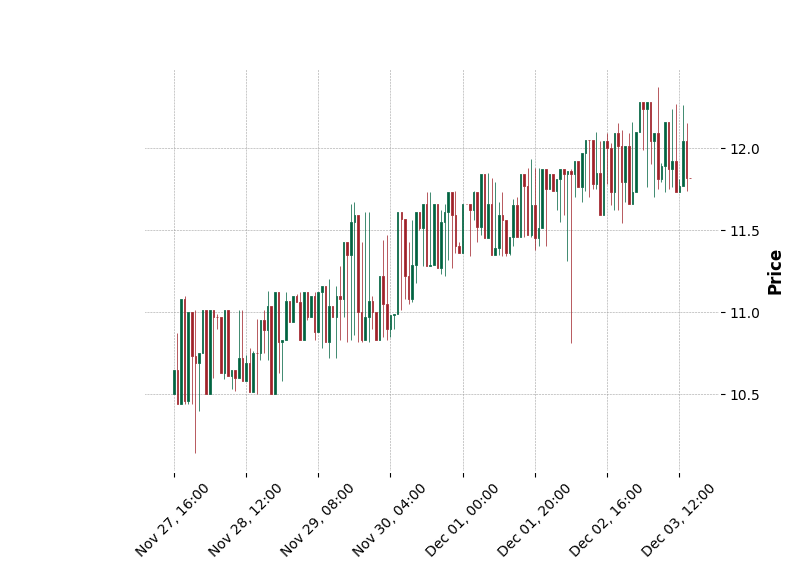 12.0
11.5
11.0
10.5
Price
Nov 27, 16:00
Nov 28, 12:00
Nov 29, 08:00
Nov 30, 04:00
Dec 01, 00:00
Dec 01, 20:00
Dec 02, 16:00
Dec 03, 12:00